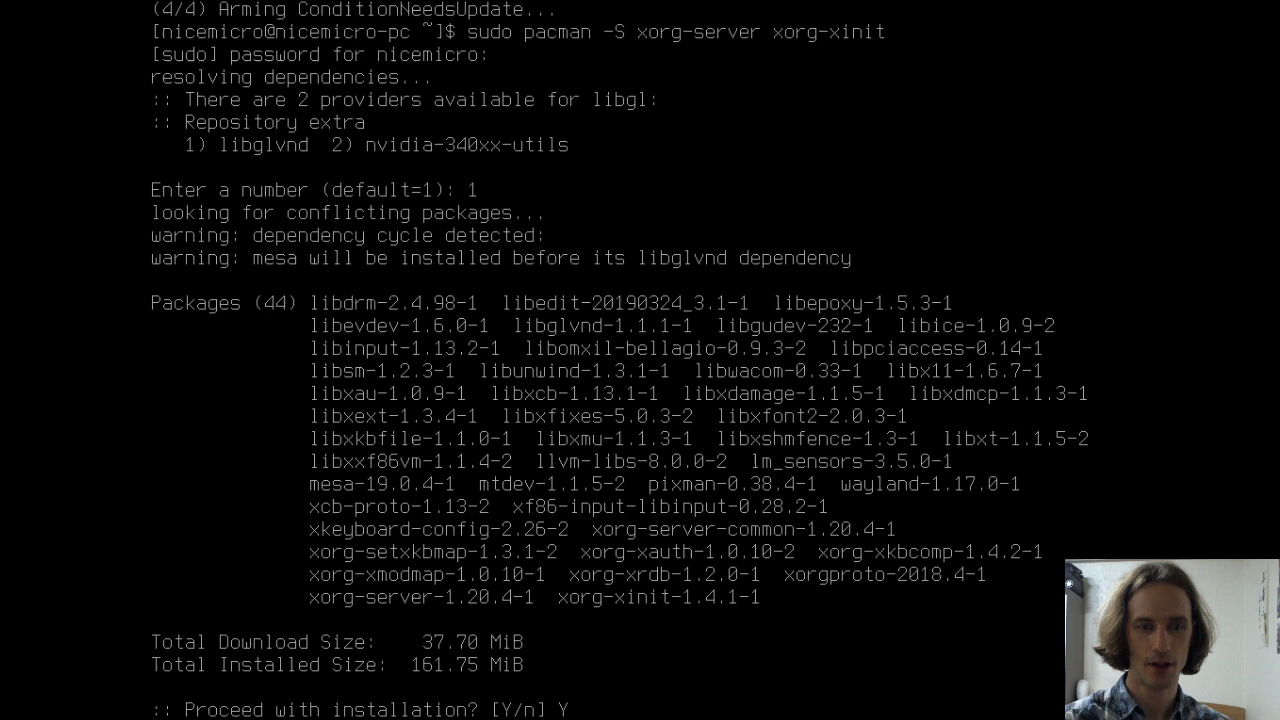 (4/4) Arming ConditionNeedsUpdate...
[nicemicro@nicemicro-pc ~]$ sudo pacman -S xorg-server xorg-xinit
[sudo] password for nicemicro:
resolving dependencies...
:: There are 2 providers available for libgl:
:: Repository extra
   1) libglvnd  2) nvidia-340xx-utils

Enter a number (default=1): 1
looking for conflicting packages...
warning: dependency cycle detected:
warning: mesa will be installed before its libglvnd dependency

Packages (44) libdrm-2.4.98-1  libedit-20190324_3.1-1  libepoxy-1.5.3-1
              libevdev-1.6.0-1  libglvnd-1.1.1-1  libgudev-232-1  libice-1.0.9-2
              libinput-1.13.2-1  libomxil-bellagio-0.9.3-2  libpciaccess-0.14-1
              libsm-1.2.3-1  libunwind-1.3.1-1  libwacom-0.33-1  libx11-1.6.7-1
              libxau-1.0.9-1  libxcb-1.13.1-1  libxdamage-1.1.5-1  libxdmcp-1.1.3-1
              libxext-1.3.4-1  libxfixes-5.0.3-2  libxfont2-2.0.3-1
              libxkbfile-1.1.0-1  libxmu-1.1.3-1  libxshmfence-1.3-1  libxt-1.1.5-2
              libxxf86vm-1.1.4-2  llvm-libs-8.0.0-2  lm_sensors-3.5.0-1
              mesa-19.0.4-1  mtdev-1.1.5-2  pixman-0.38.4-1  wayland-1.17.0-1
              xcb-proto-1.13-2  xf86-input-libinput-0.28.2-1
              xkeyboard-config-2.26-2  xorg-server-common-1.20.4-1
              xorg-setxkbmap-1.3.1-2  xorg-xauth-1.0.10-2  xorg-xkbcomp-1.4.2-1
              xorg-xmodmap-1.0.10-1  xorg-xrdb-1.2.0-1  xorgproto-2018.4-1
              xorg-server-1.20.4-1  xorg-xinit-1.4.1-1

Total Download Size:    37.70 MiB
Total Installed Size:  161.75 MiB

:: Proceed with installation? [Y/n] Y